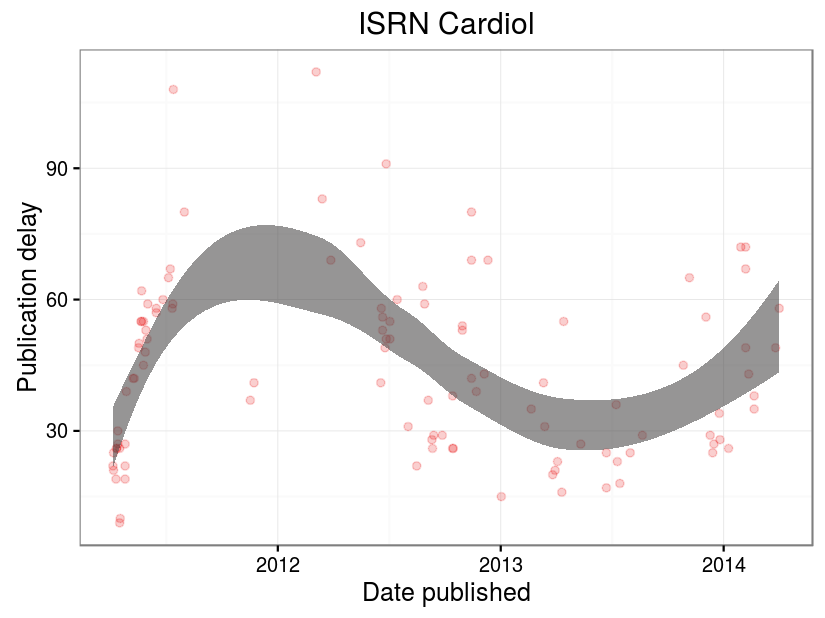 ISRN Cardiol
Publication delay
90
60
30
2012 2013 2014
Date published